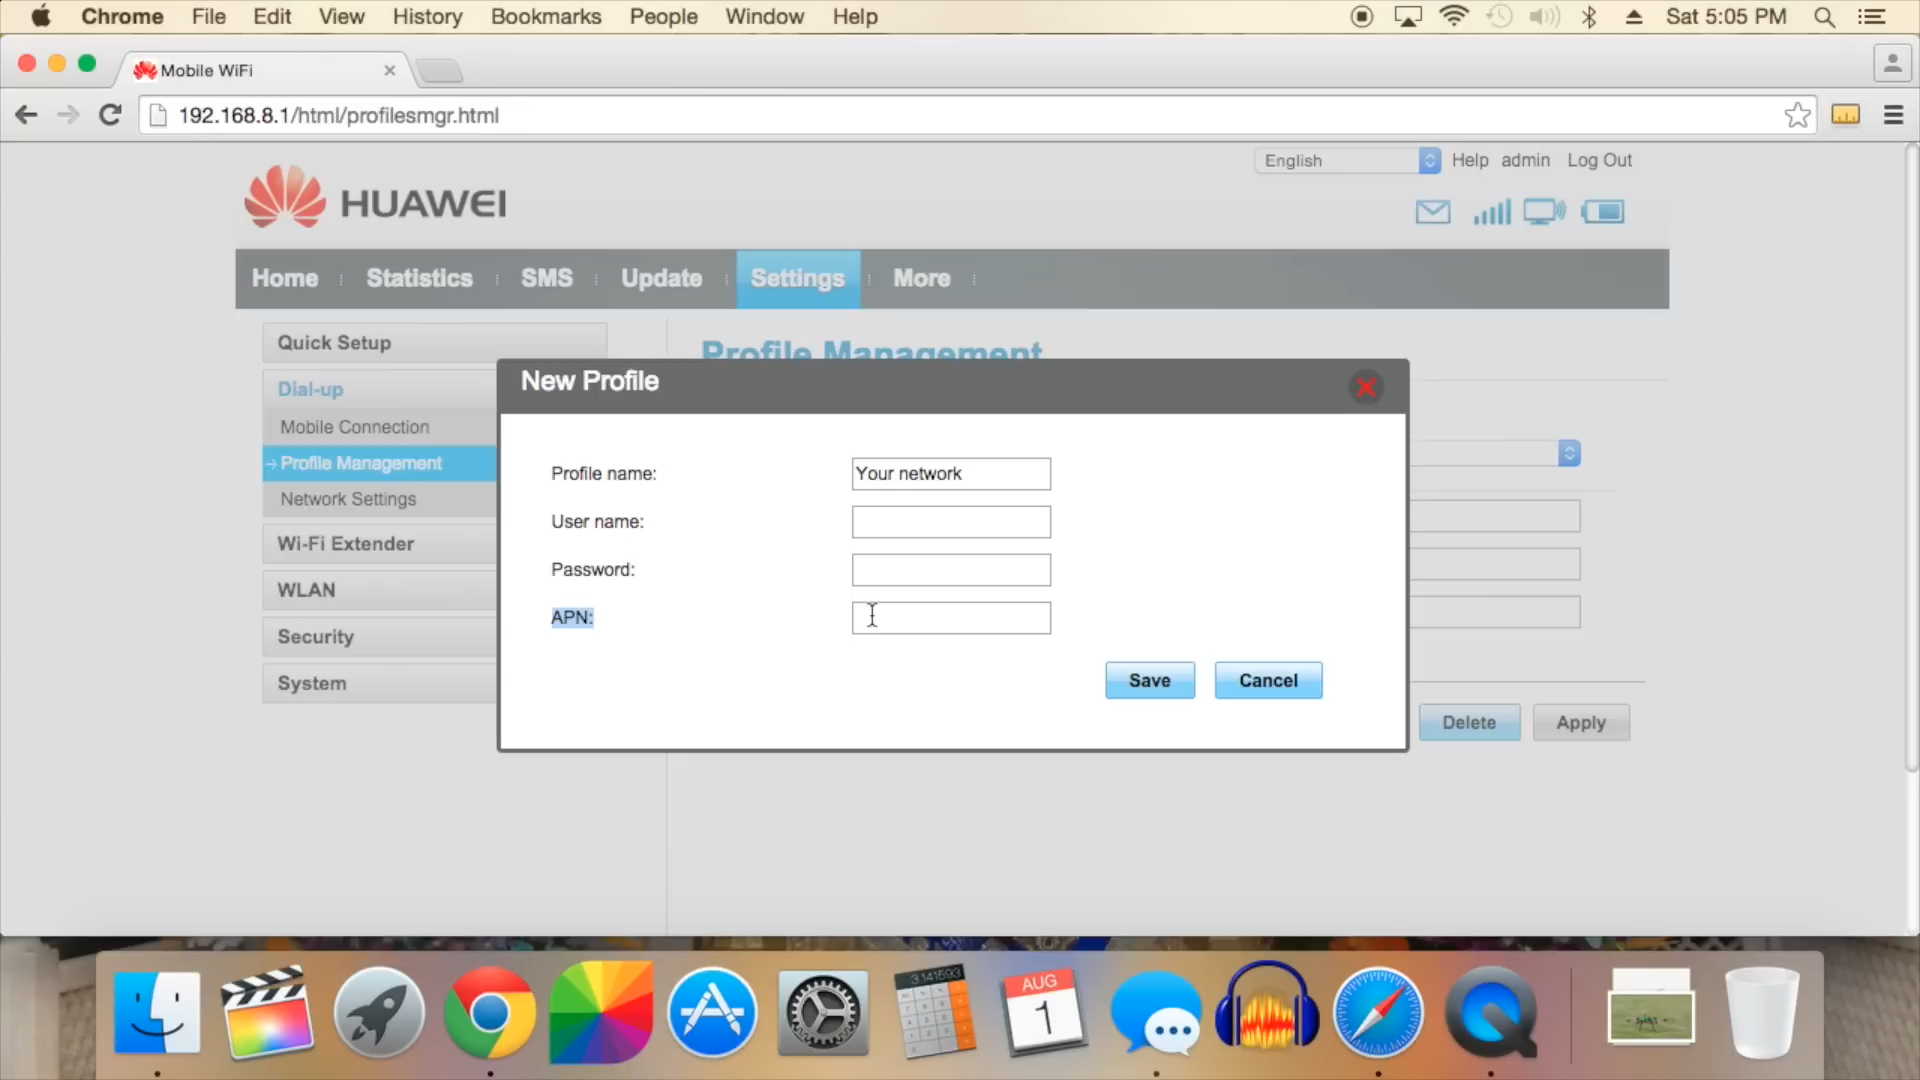 Chrome File Edit View History Bookmarks People Window Help Sat 5:05 PM
Mobile WiFi
192.168.8.1/html/profilesmgr.html
English Help admin Log Out
HUAWEI
Home Statistics SMS Update Settings More
Quick Setup
Profile Management
New Profile
Dial-up
Mobile Connection
Profile Management
Network Settings
Wi-Fi Extender
WLAN
Security
System
Profile name: Your network
User name:
Password:
APN:
Save Cancel
Delete Apply
3.141593
AUG
1